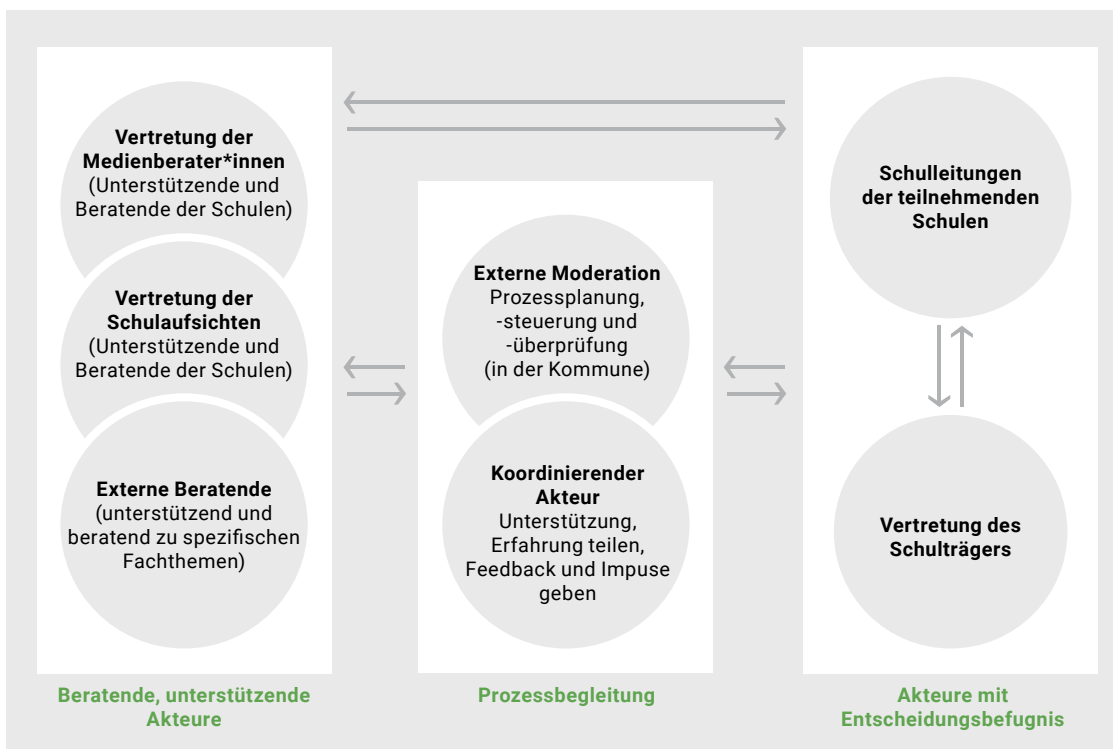 Vertretung der
Medienberater*innen
(Unterstützende und
Beratende der Schulen)
Vertretung der
Schulaufsichten
(Unterstützende und
Beratende der Schulen)
Externe Beratende
(unterstützend und
beratend zu spezifischen
Fachthemen)
Beratende, unterstützende
Akteure
Externe Moderation
Prozessplanung,
-steuerung und
-überprüfung
(in der Kommune)
Koordinierender
Akteur
Unterstützung,
Erfahrung teilen,
Feedback und Impuse
geben
Prozessbegleitung
Schulleitungen
der teilnehmenden
Schulen
Vertretung des
Schulträgers
Akteure mit
Entscheidungsbefugnis